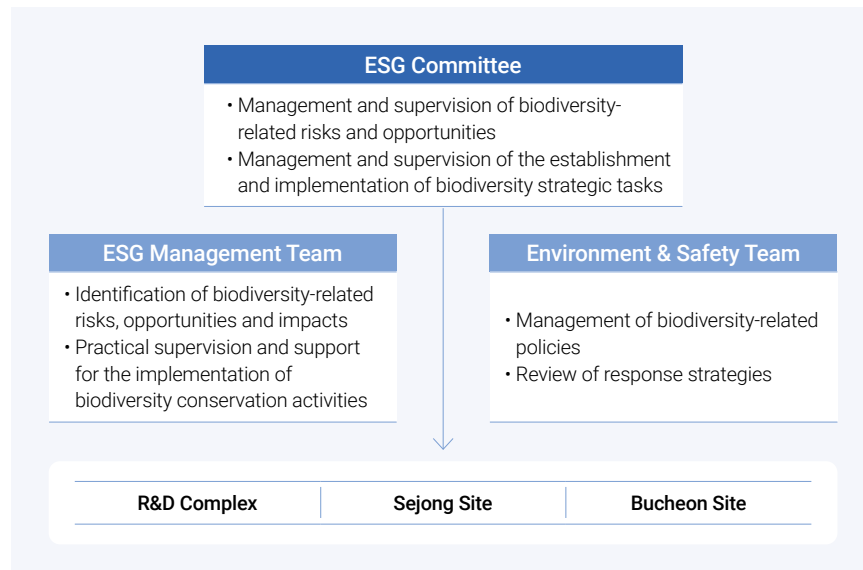 ESG Committee
• Management and supervision of biodiversity-
related risks and opportunities
• Management and supervision of the establishment
and implementation of biodiversity strategic tasks
ESG Management Team
• Identification of biodiversity-related
risks, opportunities and impacts
• Practical supervision and support
for the implementation of
biodiversity conservation activities
Environment & Safety Team
• Management of biodiversity-related
policies
• Review of response strategies
R&D Complex
Sejong Site
Bucheon Site